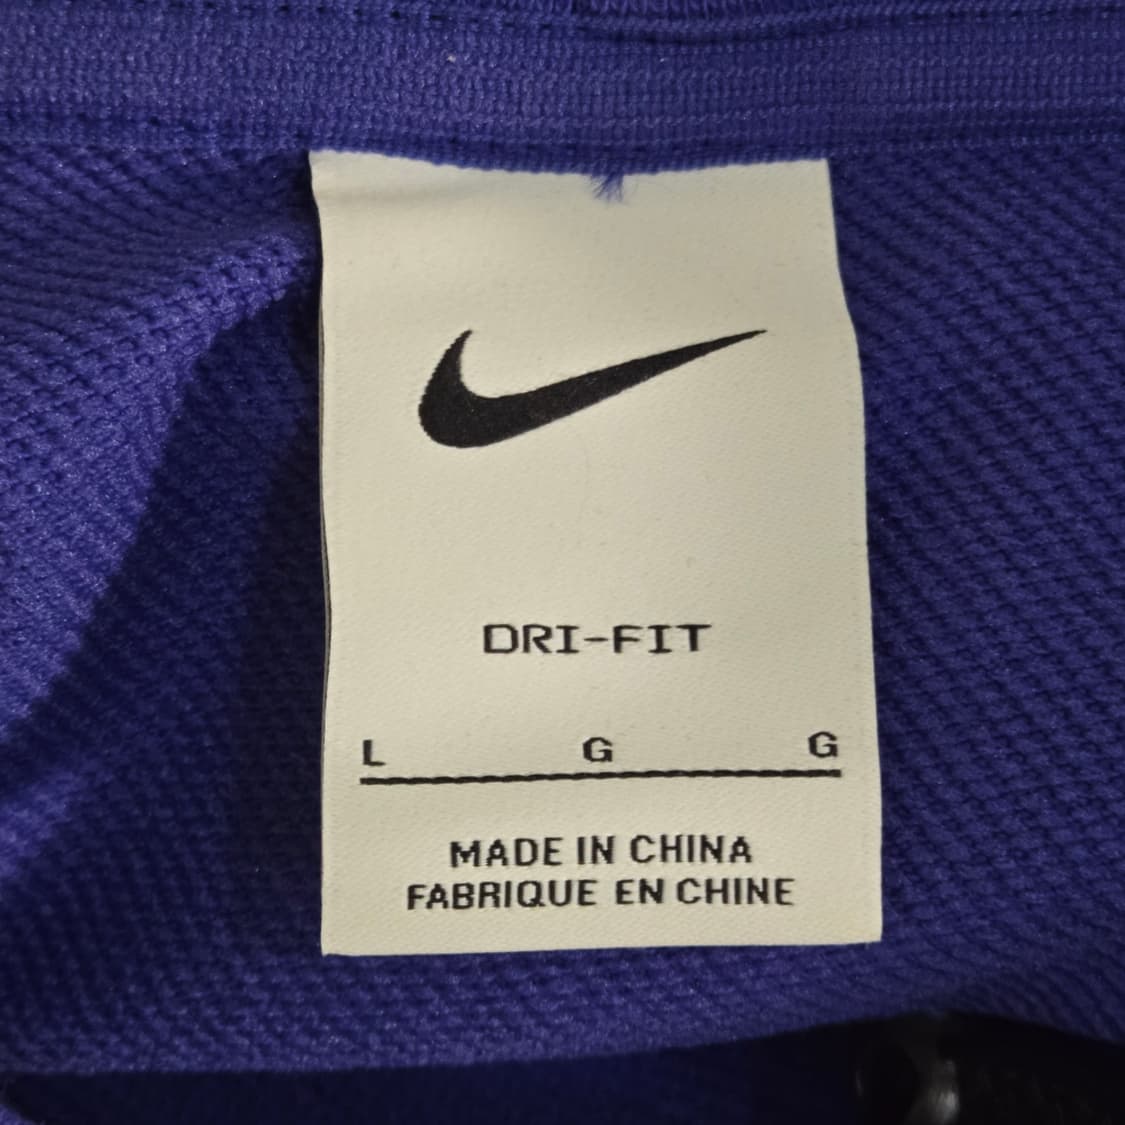 DRI-FIT
L G G
MADE IN CHINA
FABRIQUE EN CHINE